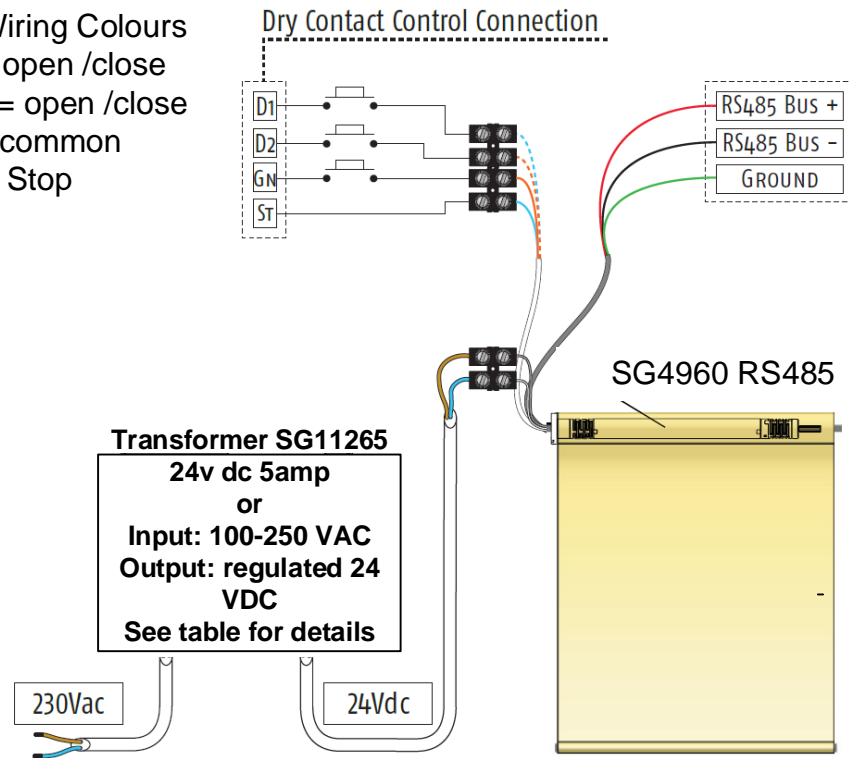 Wiring Colours
open /close
= open /close
common
Stop
Dry Contact Control Connection
D1
D2
GN
ST
RS485 Bus +
RS485 Bus -
GROUND
SG4960 RS485
Transformer SG11265
24v dc 5amp
or
Input: 100-250 VAC
Output: regulated 24
VDC
See table for details
230Vac
24Vdc